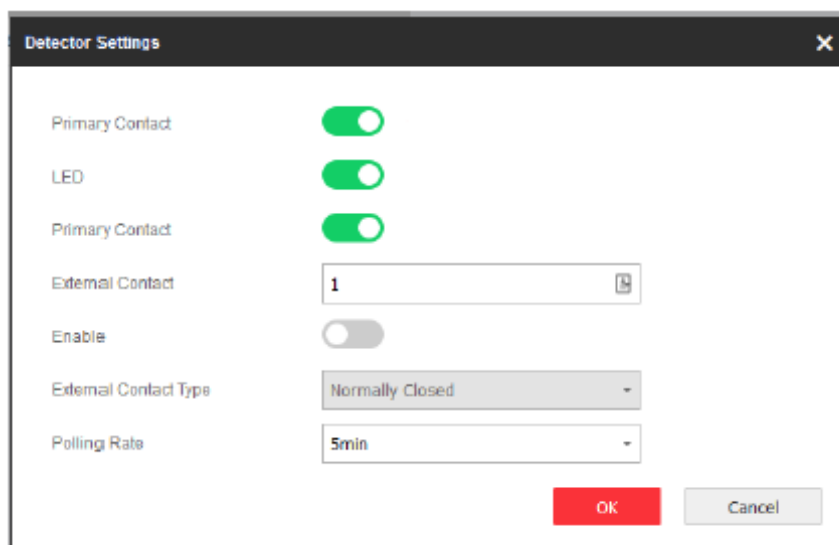 Detector Settings
Primary Contact
LED
Primary Contact
External Contact 1
Enable
External Contact Type Normally Closed
Polling Rate 5min
OK Cancel